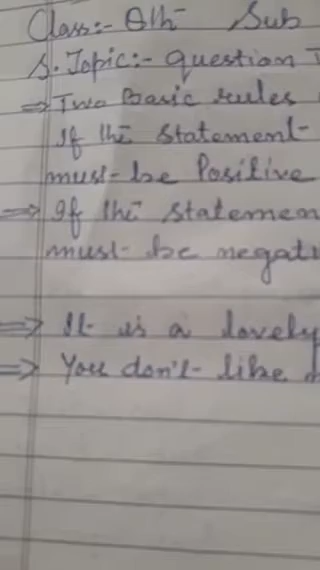 Class:- 8th Sub
S. Topic:- Question
⇒ Two Basic rules
If the statement
must be Positive
⇒ If the statemen
must be negati
⇒ It is a lovely
⇒ You don't like